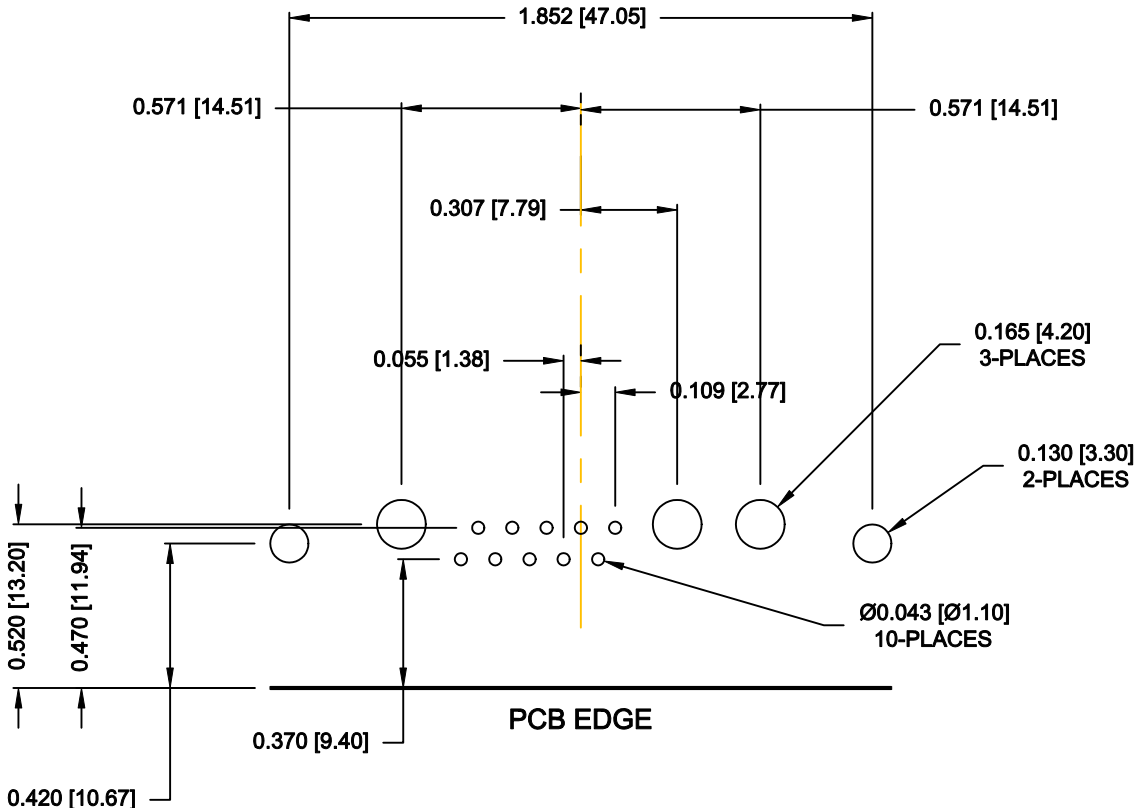 1.852 [47.05]
0.571 [14.51]
0.571 [14.51]
0.307 [7.79]
0.055 [1.38]
0.109 [2.77]
0.165 [4.20]
3-PLACES
0.130 [3.30]
2-PLACES
0.520 [13.20]
0.470 [11.94]
Ø0.043 [Ø1.10]
10-PLACES
PCB EDGE
0.370 [9.40]
0.420 [10.67]